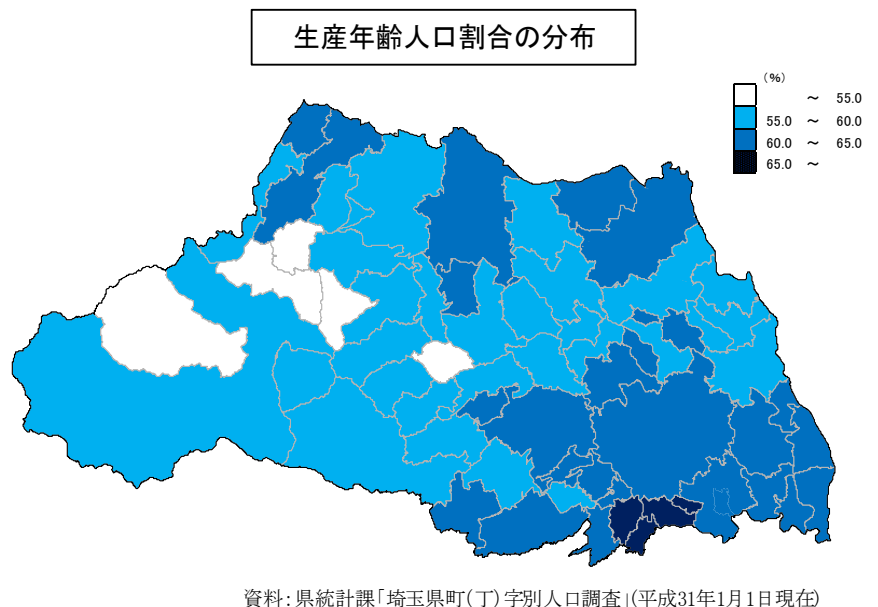 生産年齢人口割合の分布
(%)
～ 55.0
55.0 ～ 60.0
60.0 ～ 65.0
65.0 ～
資料：県統計課「埼玉県町(丁)字別人口調査」(平成31年1月1日現在)